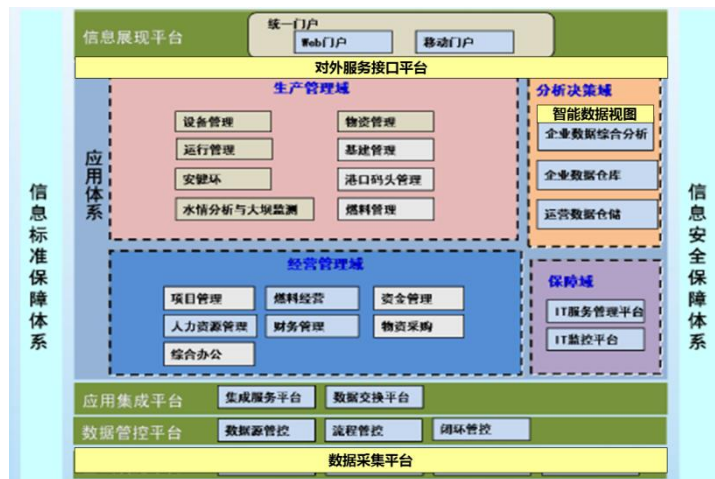 信息标准保障体系
信息展现平台
统一门户
Web门户
移动门户
对外服务接口平台
应用体系
生产管理域
设备管理
物资管理
运行管理
基建管理
安健环
港口码头管理
水情分析与大坝监测
燃料管理
分析决策域
智能数据视图
企业数据综合分析
企业数据仓库
运营数据仓储
经营管理域
项目管理
燃料经营
资金管理
人力资源管理
财务管理
物资采购
综合办公
保障域
IT服务管理平台
IT监控平台
应用集成平台
集成服务平台
数据交换平台
数据管控平台
数据源管控
流程管控
闭环管控
数据采集平台
信息安全保障体系